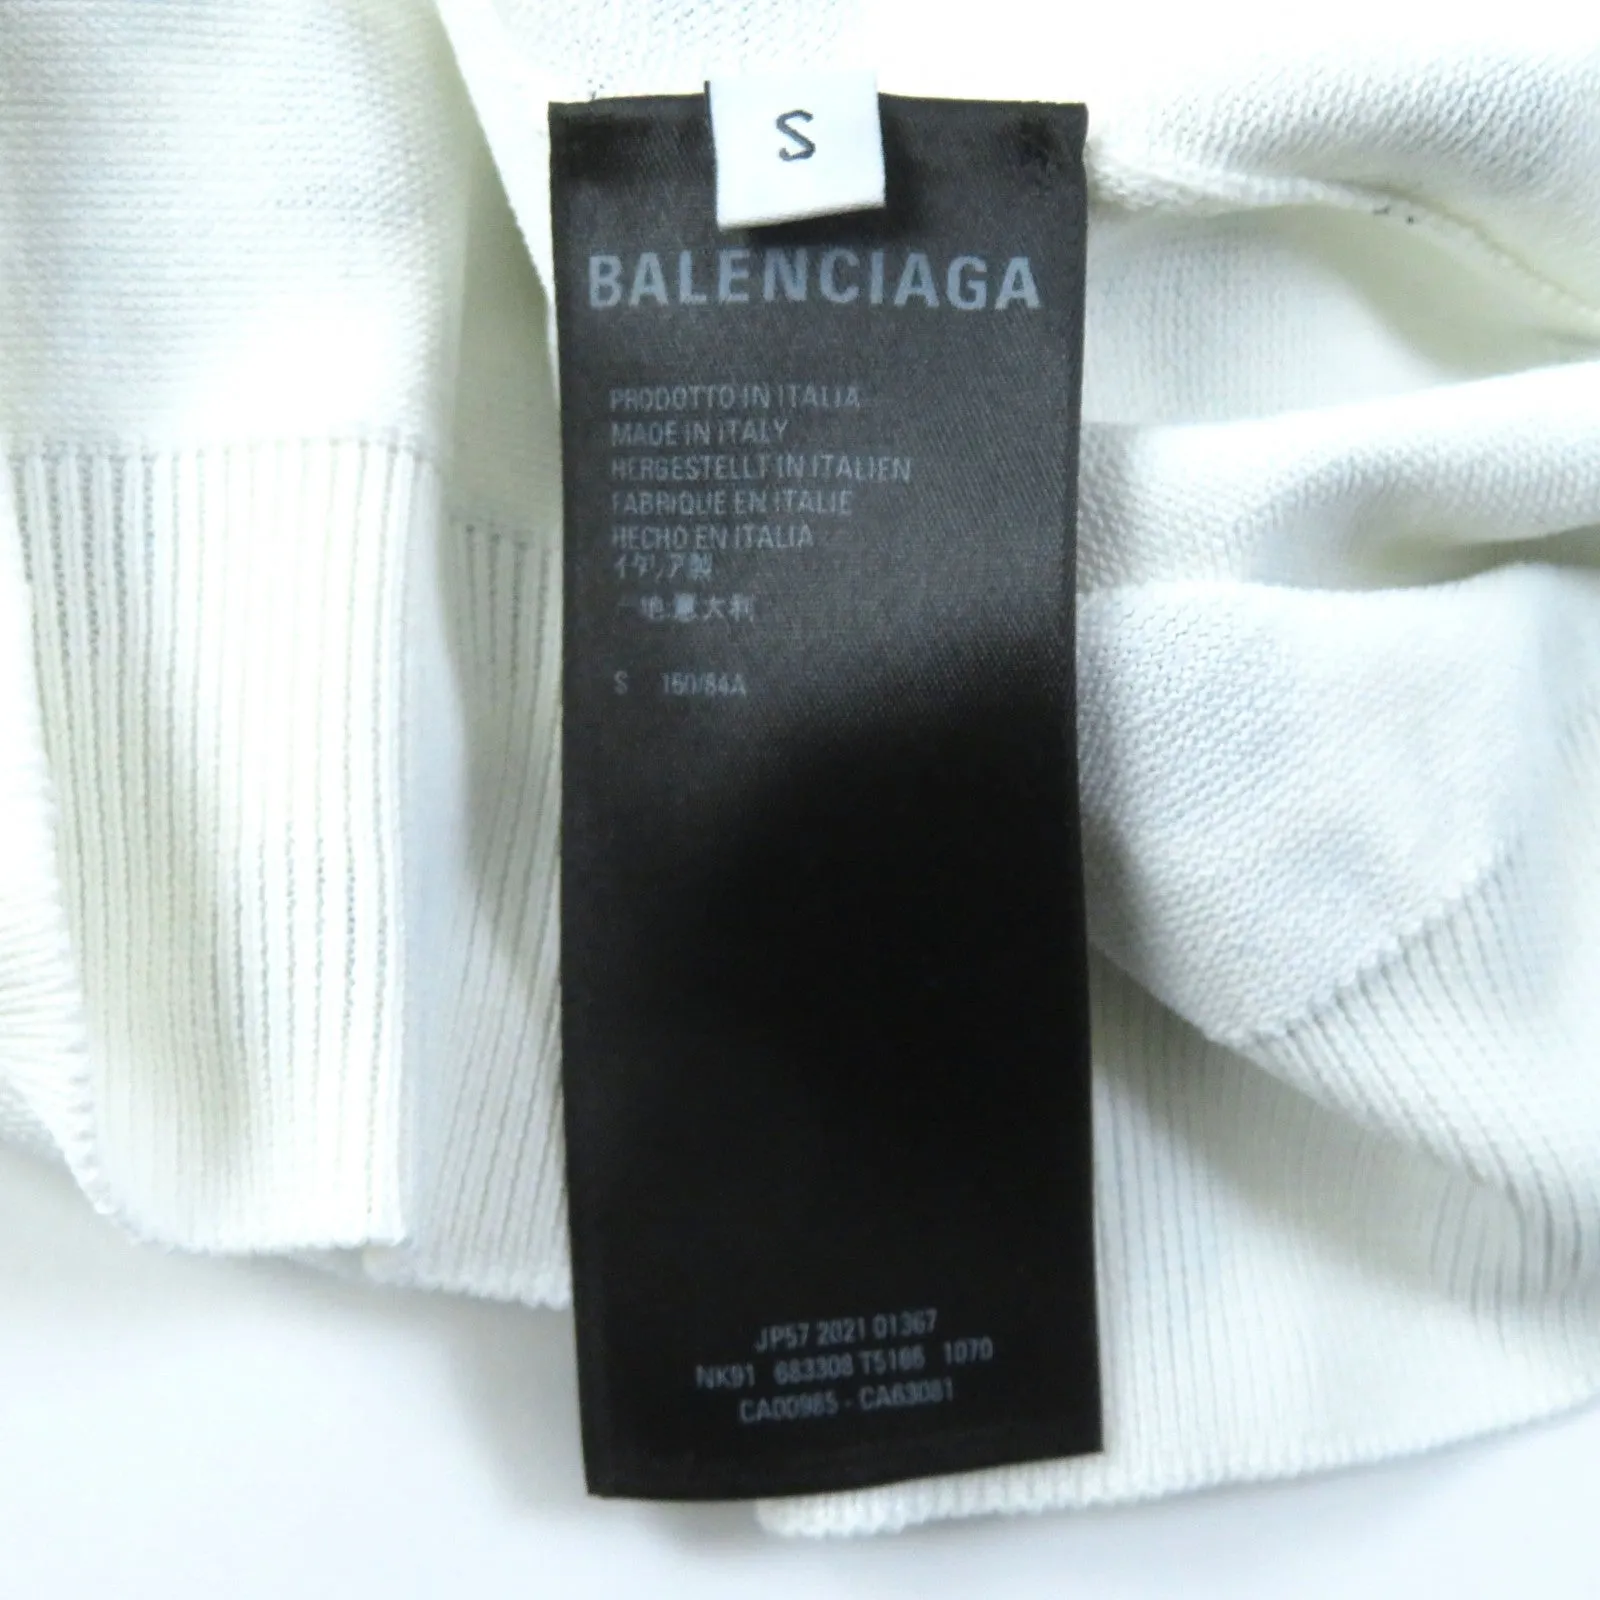 S
BALENCIAGA
PRODOTTO IN ITALIA
MADE IN ITALY
HERGESTELLT IN ITALIEN
FABRIQUE EN ITALIE
HECHO EN ITALIA
イタリア製
地:意大利
S 160/84A
JP57 2021 01367
NK91 683308 T5166 1070
CA00985 - CA63081